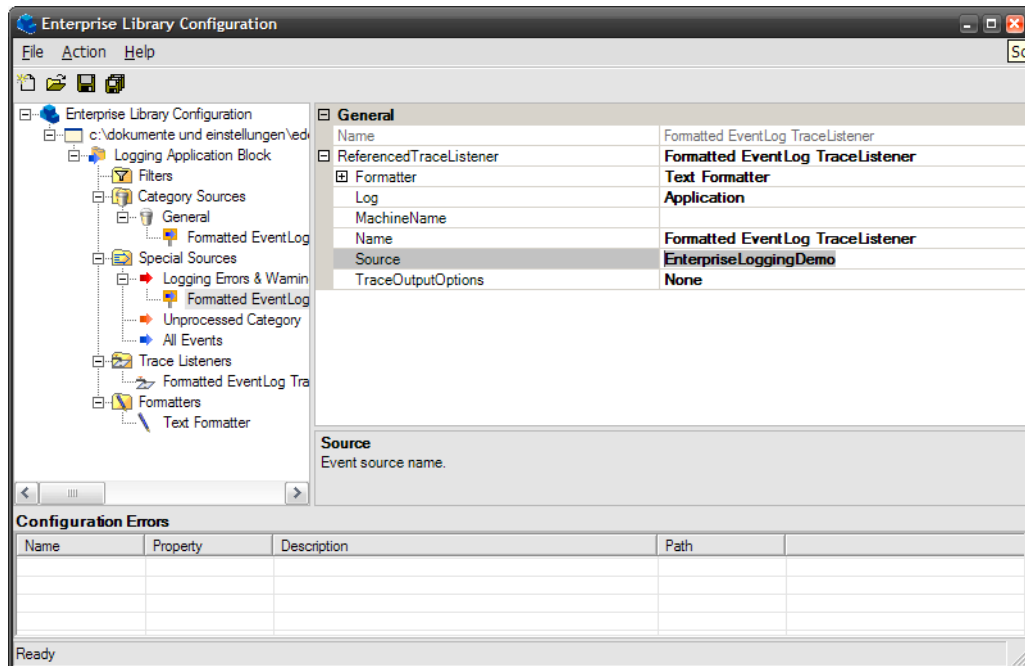 Enterprise Library Configuration
File Action Help
Sc
Enterprise Library Configuration
c:\dokumente und einstellungen\ed
Logging Application Block
Filters
Category Sources
General
Formatted EventLog
Special Sources
Logging Errors & Warnin
Formatted EventLog
Unprocessed Category
All Events
Trace Listeners
Formatted EventLog Tra
Formatters
Text Formatter
General
Name Formatted EventLog TraceListener
ReferencedTraceListener Formatted EventLog TraceListener
Formatter Text Formatter
Log Application
MachineName
Name Formatted EventLog TraceListener
Source EnterpriseLoggingDemo
TraceOutputOptions None
Source
Event source name.
Configuration Errors
Name Property Description Path
Ready